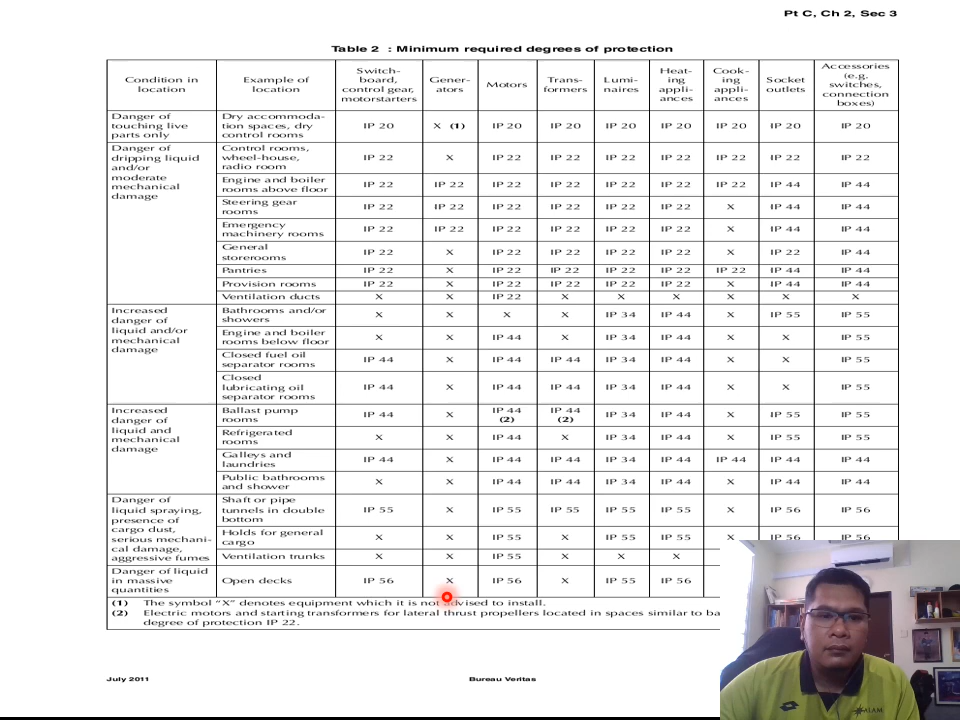 Pt C, Ch 2, Sec 3
Table 2 : Minimum required degrees of protection
Condition in location | Example of location | Switch-board, control gear, motorstarters | Gener-ators | Motors | Trans-formers | Lumi-naires | Heat-ing appli-ances | Cook-ing appli-ances | Socket outlets | Accessories (e.g. switches, connection boxes)
Danger of touching live parts only | Dry accommoda-tion spaces, dry control rooms | IP 20 | X (1) | IP 20 | IP 20 | IP 20 | IP 20 | IP 20 | IP 20 | IP 20
Danger of dripping liquid and/or moderate mechanical damage | Control rooms, wheel-house, radio room | IP 22 | X | IP 22 | IP 22 | IP 22 | IP 22 | IP 22 | IP 22 | IP 22
Engine and boiler rooms above floor | IP 22 | IP 22 | IP 22 | IP 22 | IP 22 | IP 22 | IP 22 | IP 44 | IP 44
Steering gear rooms | IP 22 | IP 22 | IP 22 | IP 22 | IP 22 | IP 22 | X | IP 44 | IP 44
Emergency machinery rooms | IP 22 | IP 22 | IP 22 | IP 22 | IP 22 | IP 22 | X | IP 44 | IP 44
General storerooms | IP 22 | X | IP 22 | IP 22 | IP 22 | IP 22 | X | IP 22 | IP 44
Pantries | IP 22 | X | IP 22 | IP 22 | IP 22 | IP 22 | IP 22 | IP 44 | IP 44
Provision rooms | IP 22 | X | IP 22 | IP 22 | IP 22 | IP 22 | X | IP 44 | IP 44
Ventilation ducts | X | X | IP 22 | X | X | X | X | X | X
Increased danger of liquid and/or mechanical damage | Bathrooms and/or showers | X | X | X | X | IP 34 | IP 44 | X | IP 55 | IP 55
Engine and boiler rooms below floor | X | X | IP 44 | X | IP 34 | IP 44 | X | X | IP 55
Closed fuel oil separator rooms | IP 44 | X | IP 44 | IP 44 | IP 34 | IP 44 | X | X | IP 55
Closed lubricating oil separator rooms | IP 44 | X | IP 44 | IP 44 | IP 34 | IP 44 | X | X | IP 55
Increased danger of liquid and mechanical damage | Ballast pump rooms | IP 44 | X | IP 44 (2) | IP 44 (2) | IP 34 | IP 44 | X | IP 55 | IP 55
Refrigerated rooms | X | X | IP 44 | X | IP 34 | IP 44 | X | IP 55 | IP 55
Galleys and laundries | IP 44 | X | IP 44 | IP 44 | IP 34 | IP 44 | IP 44 | IP 44 | IP 44
Public bathrooms and shower | X | X | IP 44 | IP 44 | IP 34 | IP 44 | X | IP 44 | IP 44
Danger of liquid spraying, presence of cargo dust, serious mechani-cal damage, aggressive fumes | Shaft or pipe tunnels in double bottom | IP 55 | X | IP 55 | IP 55 | IP 55 | IP 55 | X | IP 56 | IP 56
Holds for general cargo | X | X | IP 55 | X | IP 55 | IP 55 | X | IP 56 | IP 56
Ventilation trunks | X | X | IP 55 | X | X | X
Danger of liquid in massive quantities | Open decks | IP 56 | X | IP 56 | X | IP 55 | IP 56
(1) The symbol "X" denotes equipment which it is not advised to install.
(2) Electric motors and starting transformers for lateral thrust propellers located in spaces similar to ba
degree of protection IP 22.
July 2011
Bureau Veritas
ALAM